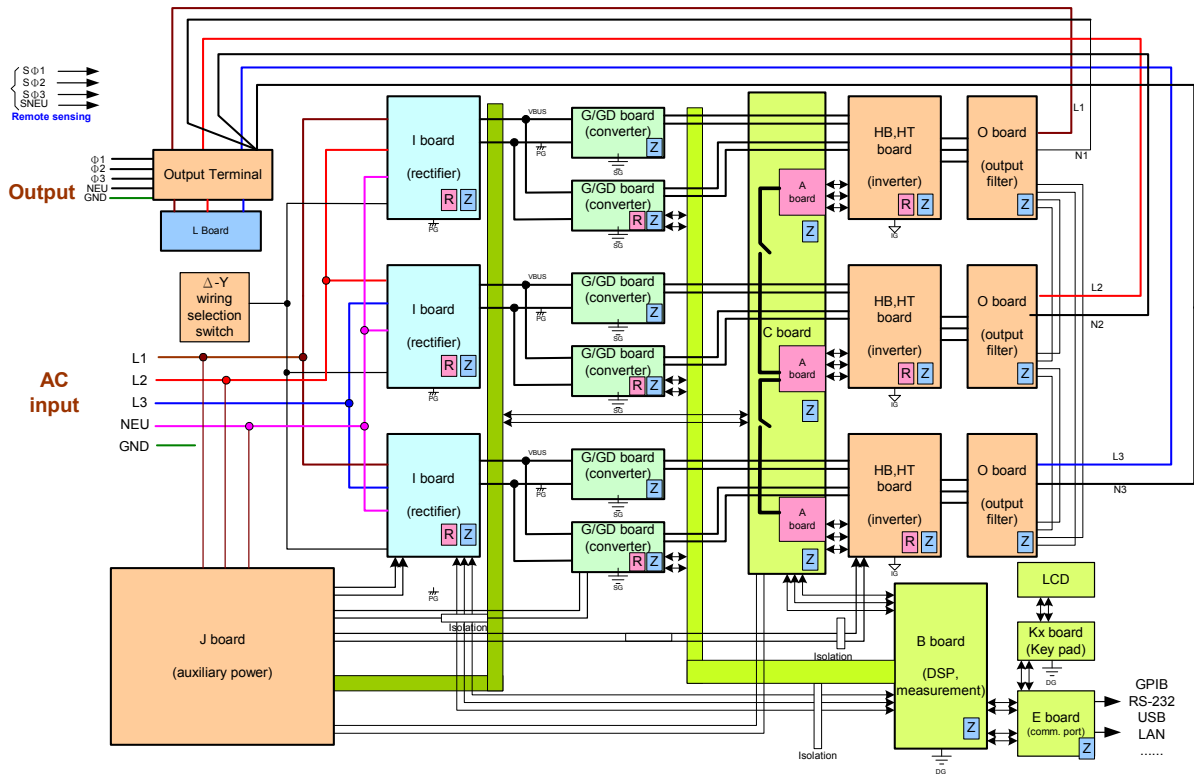 SΦ1
SΦ2
SΦ3
SNEU
Remote sensing
Φ1
Φ2
Φ3
NEU
GND
Output
Output Terminal
L Board
Δ-Y
wiring
selection
switch
AC
input
L1
L2
L3
NEU
GND
I board
(rectifier)
R
Z
PG
VBUS
PG
G/GD board
(converter)
Z
SG
G/GD board
(converter)
R
Z
SG
A
board
Z
HB,HT
board
(inverter)
R
Z
IG
O board
(output
filter)
Z
L1
N1
I board
(rectifier)
R
Z
PG
VBUS
PG
G/GD board
(converter)
Z
SG
G/GD board
(converter)
R
Z
SG
C board
A
board
Z
HB,HT
board
(inverter)
R
Z
IG
O board
(output
filter)
Z
L2
N2
I board
(rectifier)
R
Z
PG
VBUS
PG
G/GD board
(converter)
Z
SG
G/GD board
(converter)
R
Z
SG
A
board
Z
HB,HT
board
(inverter)
R
Z
IG
O board
(output
filter)
Z
L3
N3
J board
(auxiliary power)
Isolation
Isolation
Isolation
B board
(DSP,
measurement)
Z
DG
LCD
Kx board
(Key pad)
DG
E board
(comm. port)
Z
GPIB
RS-232
USB
LAN
......